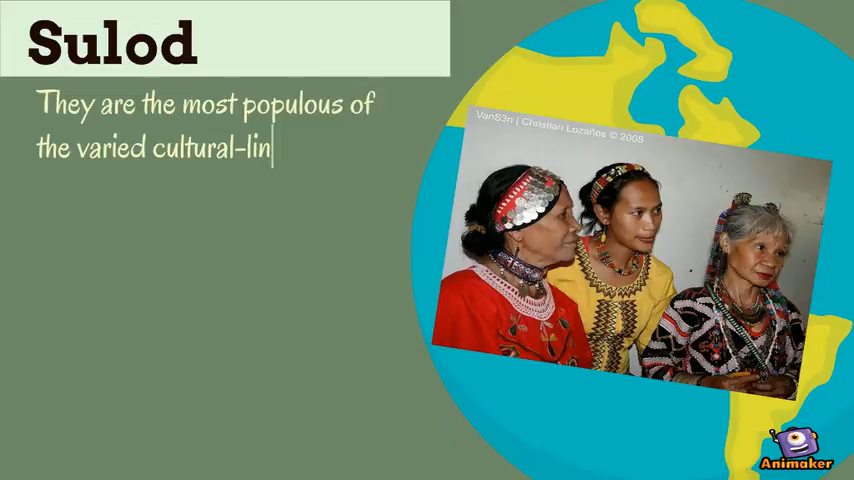 Sulod
They are the most populous of
the varied cultural-lin
VanS3n | Christian Lozañes © 2008
Animaker